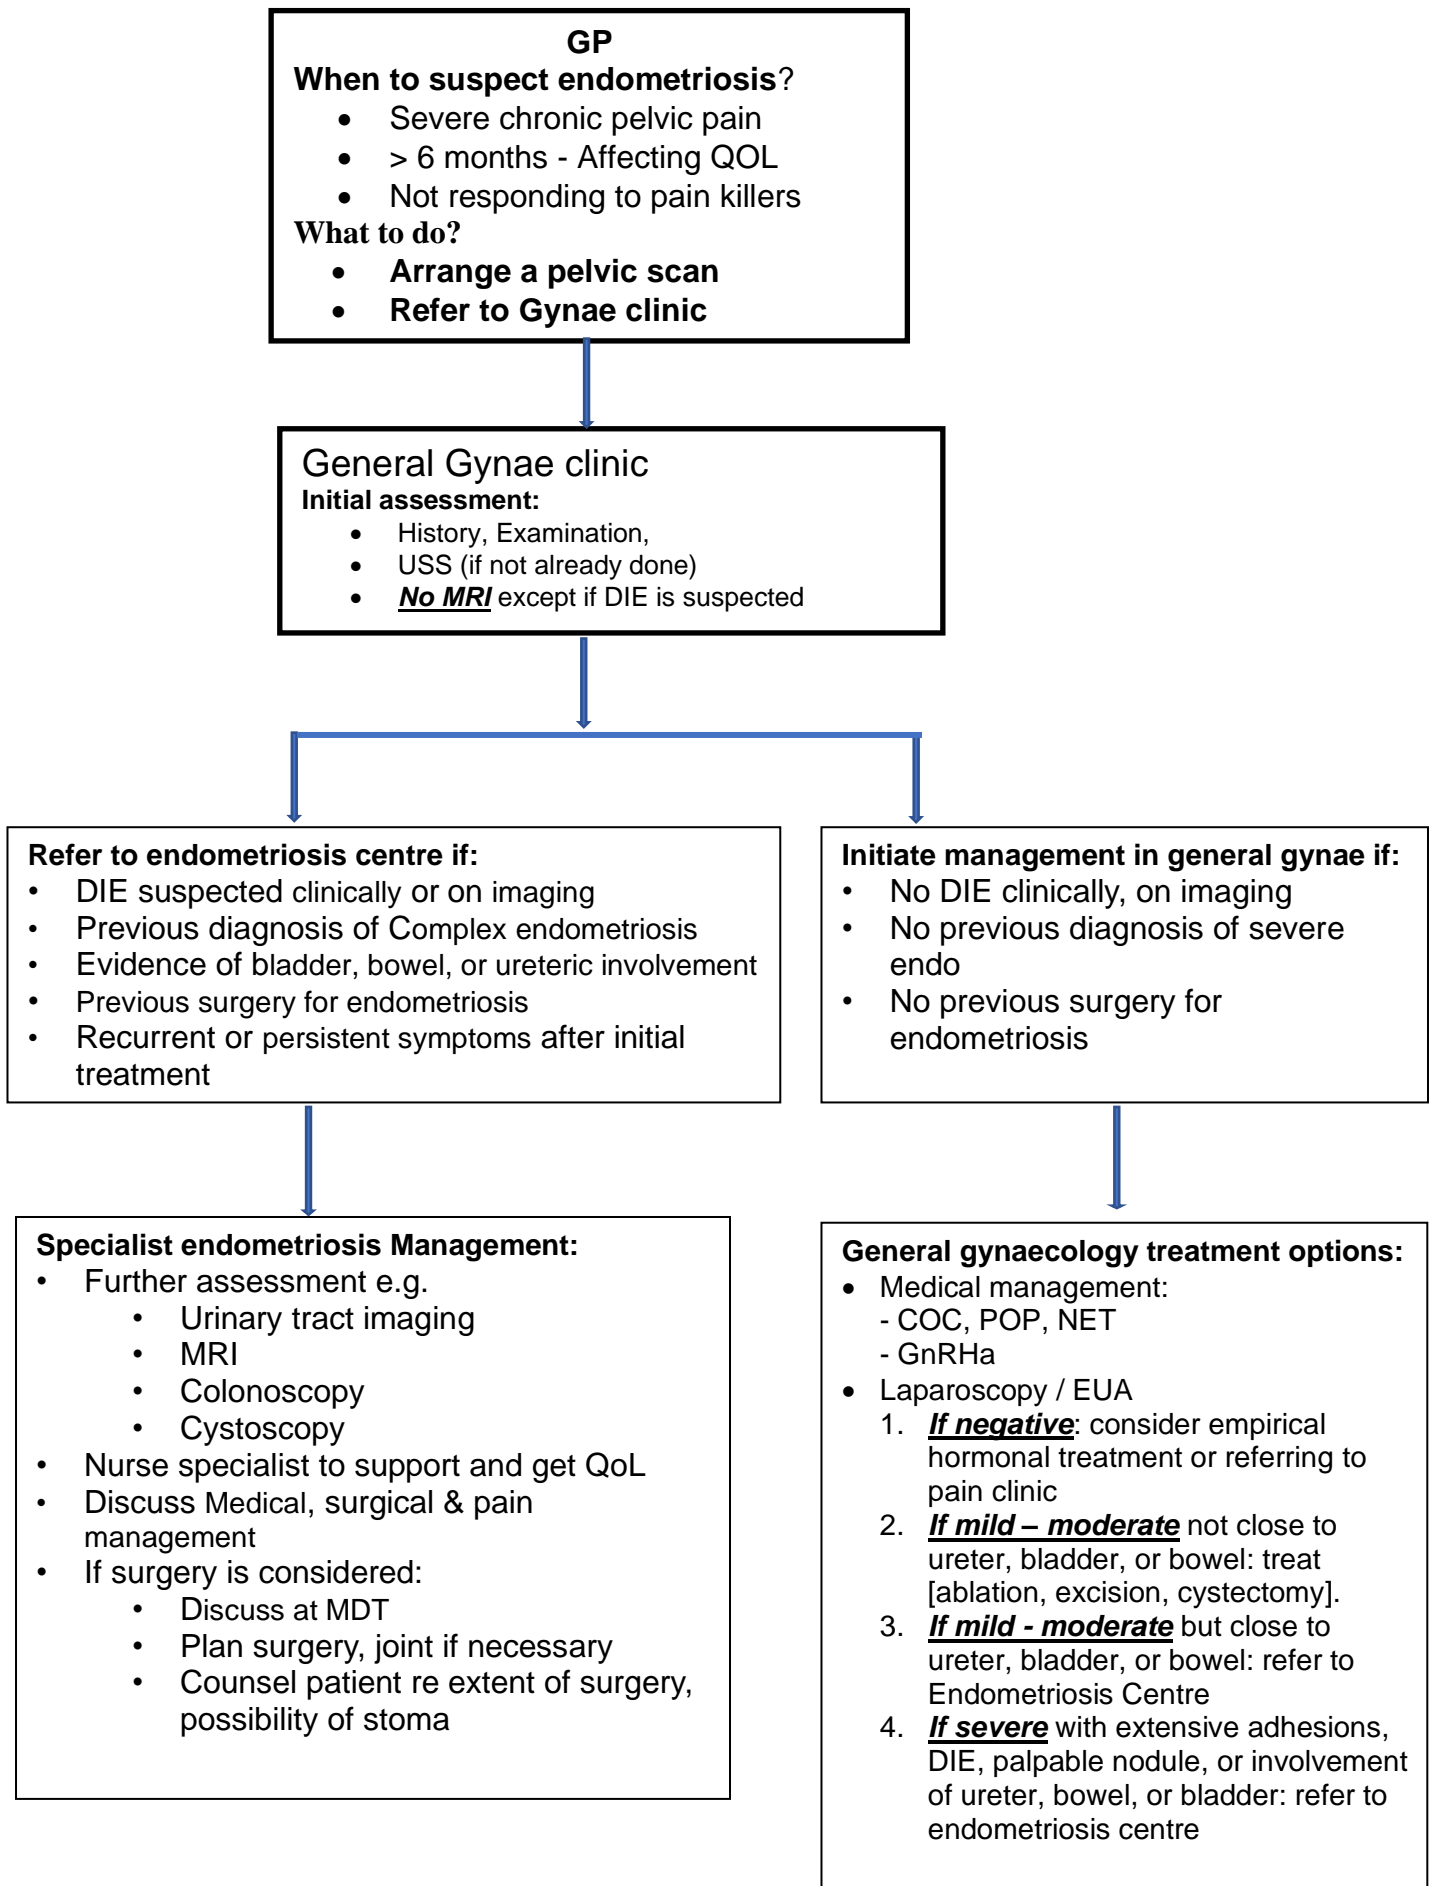 GP
When to suspect endometriosis?
• Severe chronic pelvic pain
• > 6 months - Affecting QOL
• Not responding to pain killers
What to do?
• Arrange a pelvic scan
• Refer to Gynae clinic
General Gynae clinic
Initial assessment:
• History, Examination,
• USS (if not already done)
• No MRI except if DIE is suspected
Refer to endometriosis centre if:
• DIE suspected clinically or on imaging
• Previous diagnosis of Complex endometriosis
• Evidence of bladder, bowel, or ureteric involvement
• Previous surgery for endometriosis
• Recurrent or persistent symptoms after initial
treatment
Initiate management in general gynae if:
• No DIE clinically, on imaging
• No previous diagnosis of severe
endo
• No previous surgery for
endometriosis
Specialist endometriosis Management:
• Further assessment e.g.
• Urinary tract imaging
• MRI
• Colonoscopy
• Cystoscopy
• Nurse specialist to support and get QoL
• Discuss Medical, surgical & pain
management
• If surgery is considered:
• Discuss at MDT
• Plan surgery, joint if necessary
• Counsel patient re extent of surgery,
possibility of stoma
General gynaecology treatment options:
• Medical management:
- COC, POP, NET
- GnRHa
• Laparoscopy / EUA
1. If negative: consider empirical
hormonal treatment or referring to
pain clinic
2. If mild – moderate not close to
ureter, bladder, or bowel: treat
[ablation, excision, cystectomy].
3. If mild - moderate but close to
ureter, bladder, or bowel: refer to
Endometriosis Centre
4. If severe with extensive adhesions,
DIE, palpable nodule, or involvement
of ureter, bowel, or bladder: refer to
endometriosis centre